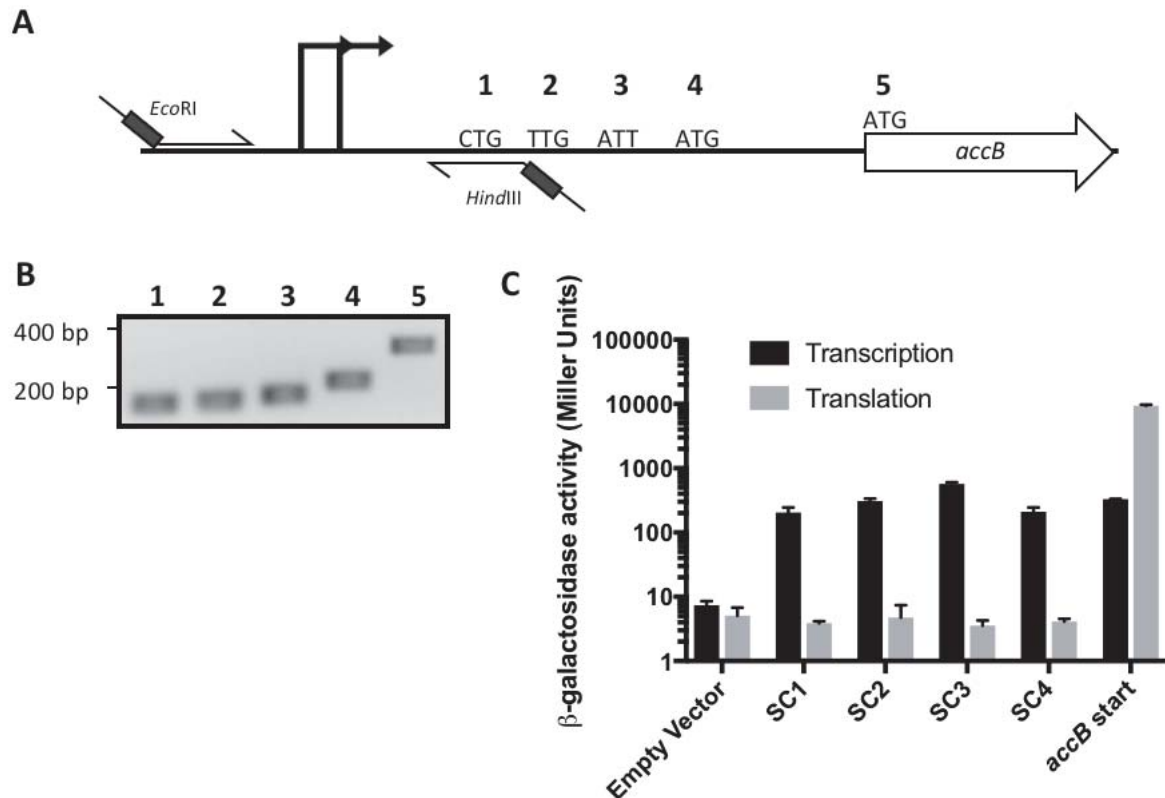 A
EcoRI
1 2 3 4 5
CTG TTG ATT ATG ATG
accB
HindIII
B
1 2 3 4 5
400 bp
200 bp
C
β-galactosidase activity (Miller Units)
100000
10000
1000
100
10
1
Transcription
Translation
Empty Vector
SC1
SC2
SC3
SC4
accB start